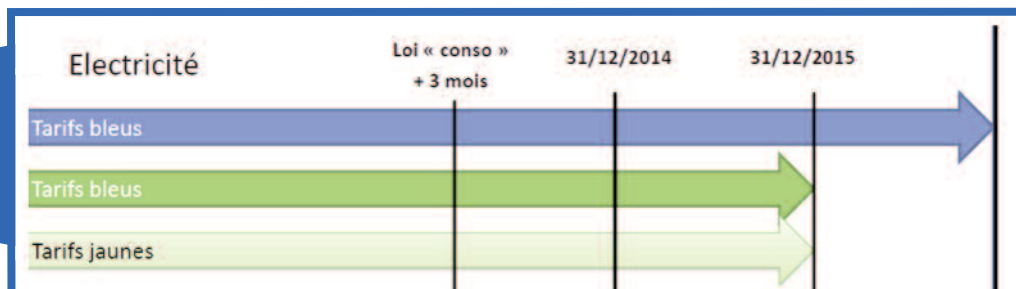 Electricité
Loi « conso »
+ 3 mois
31/12/2014
31/12/2015
Tarifs bleus
Tarifs bleus
Tarifs jaunes